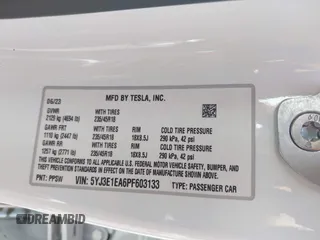 MFD BY TESLA, INC.
06/23
GVWR WITH TIRES
2129 kg (4694 lb) 235/45R18
GAWR FRT WITH TIRES RIM COLD TIRE PRESSURE
1110 kg (2447 lb) 235/45R18 18X8.5J 290 kPa, 42 psi
GAWR RR WITH TIRES RIM COLD TIRE PRESSURE
1257 kg (2771 lb) 235/45R18 18X8.5J 290 kPa, 42 psi
THIS VEHICLE CONFORMS TO ALL APPLICABLE
FEDERAL MOTOR VEHICLE SAFETY, BUMPER, AND
THEFT PREVENTION STANDARDS IN EFFECT ON THE
DATE OF MANUFACTURE SHOWN ABOVE.
PNT: PPSW VIN: 5YJ3E1EA6PF603133 TYPE: PASSENGER CAR
DREAMBID